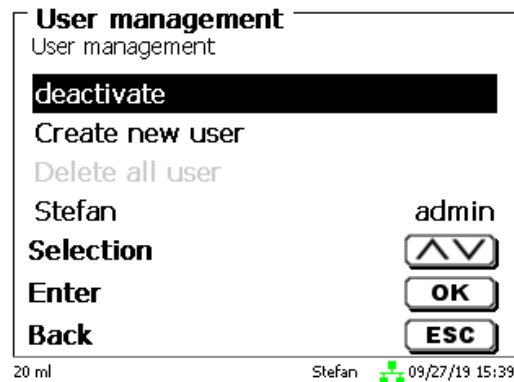 User management
User management
deactivate
Create new user
Delete all user
Stefan admin
Selection
Enter OK
Back ESC
20 ml Stefan 09/27/19 15:39